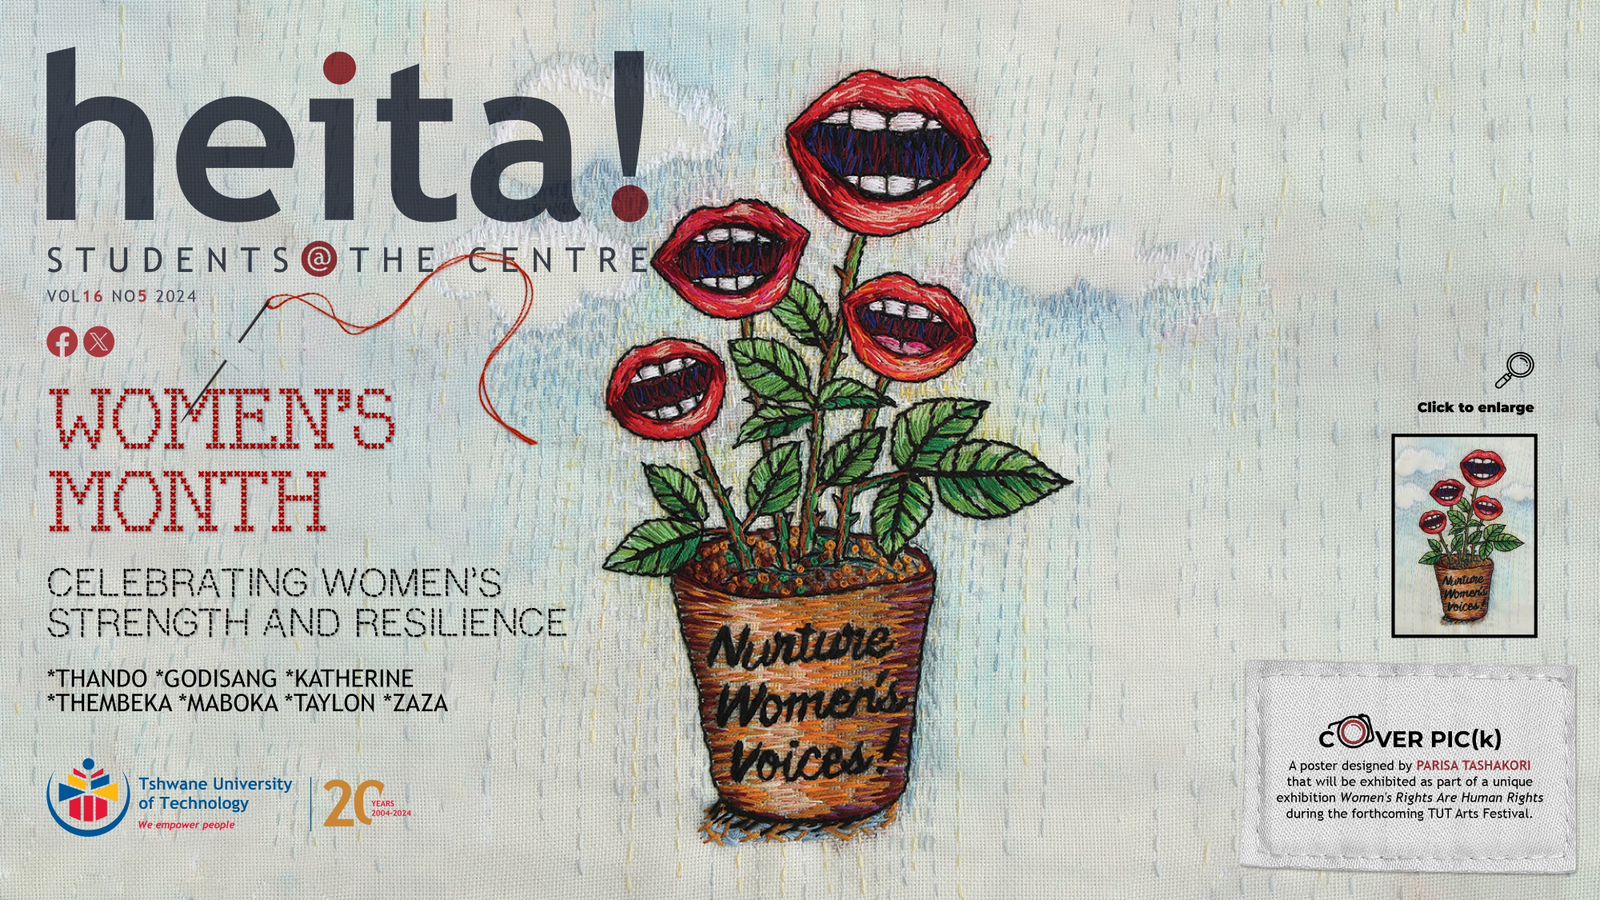 heita!
STUDENTS@THE CENTRE
VOL16 NO5 2024
WOMEN'S
MONTH
CELEBRATING WOMEN'S
STRENGTH AND RESILIENCE
*THANDO *GODISANG *KATHERINE
*THEMBEKA *MABOKA *TAYLON *ZAZA
Tshwane University
of Technology
We empower people
20
YEARS
2004-2024
Nurture
Women's
Voices!
Click to enlarge
Nurture
Women's
Voices!
COVER PIC(k)
A poster designed by PARISA TASHAKORI
that will be exhibited as part of a unique
exhibition Women's Rights Are Human Rights
during the forthcoming TUT Arts Festival.